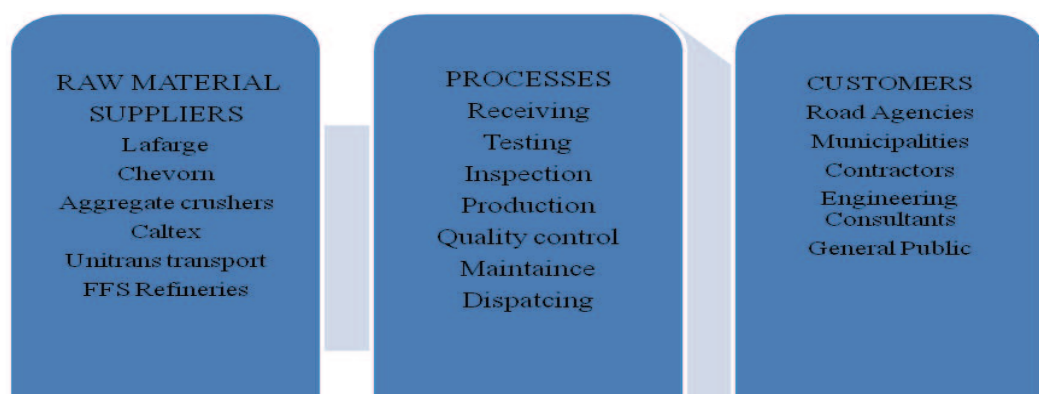 RAW MATERIAL
SUPPLIERS
Lafarge
Chevorn
Aggregate crushers
Caltex
Unitrans transport
FFS Refineries
PROCESSES
Receiving
Testing
Inspection
Production
Quality control
Maintaince
Dispatcing
CUSTOMERS
Road Agencies
Municipalities
Contractors
Engineering
Consultants
General Public